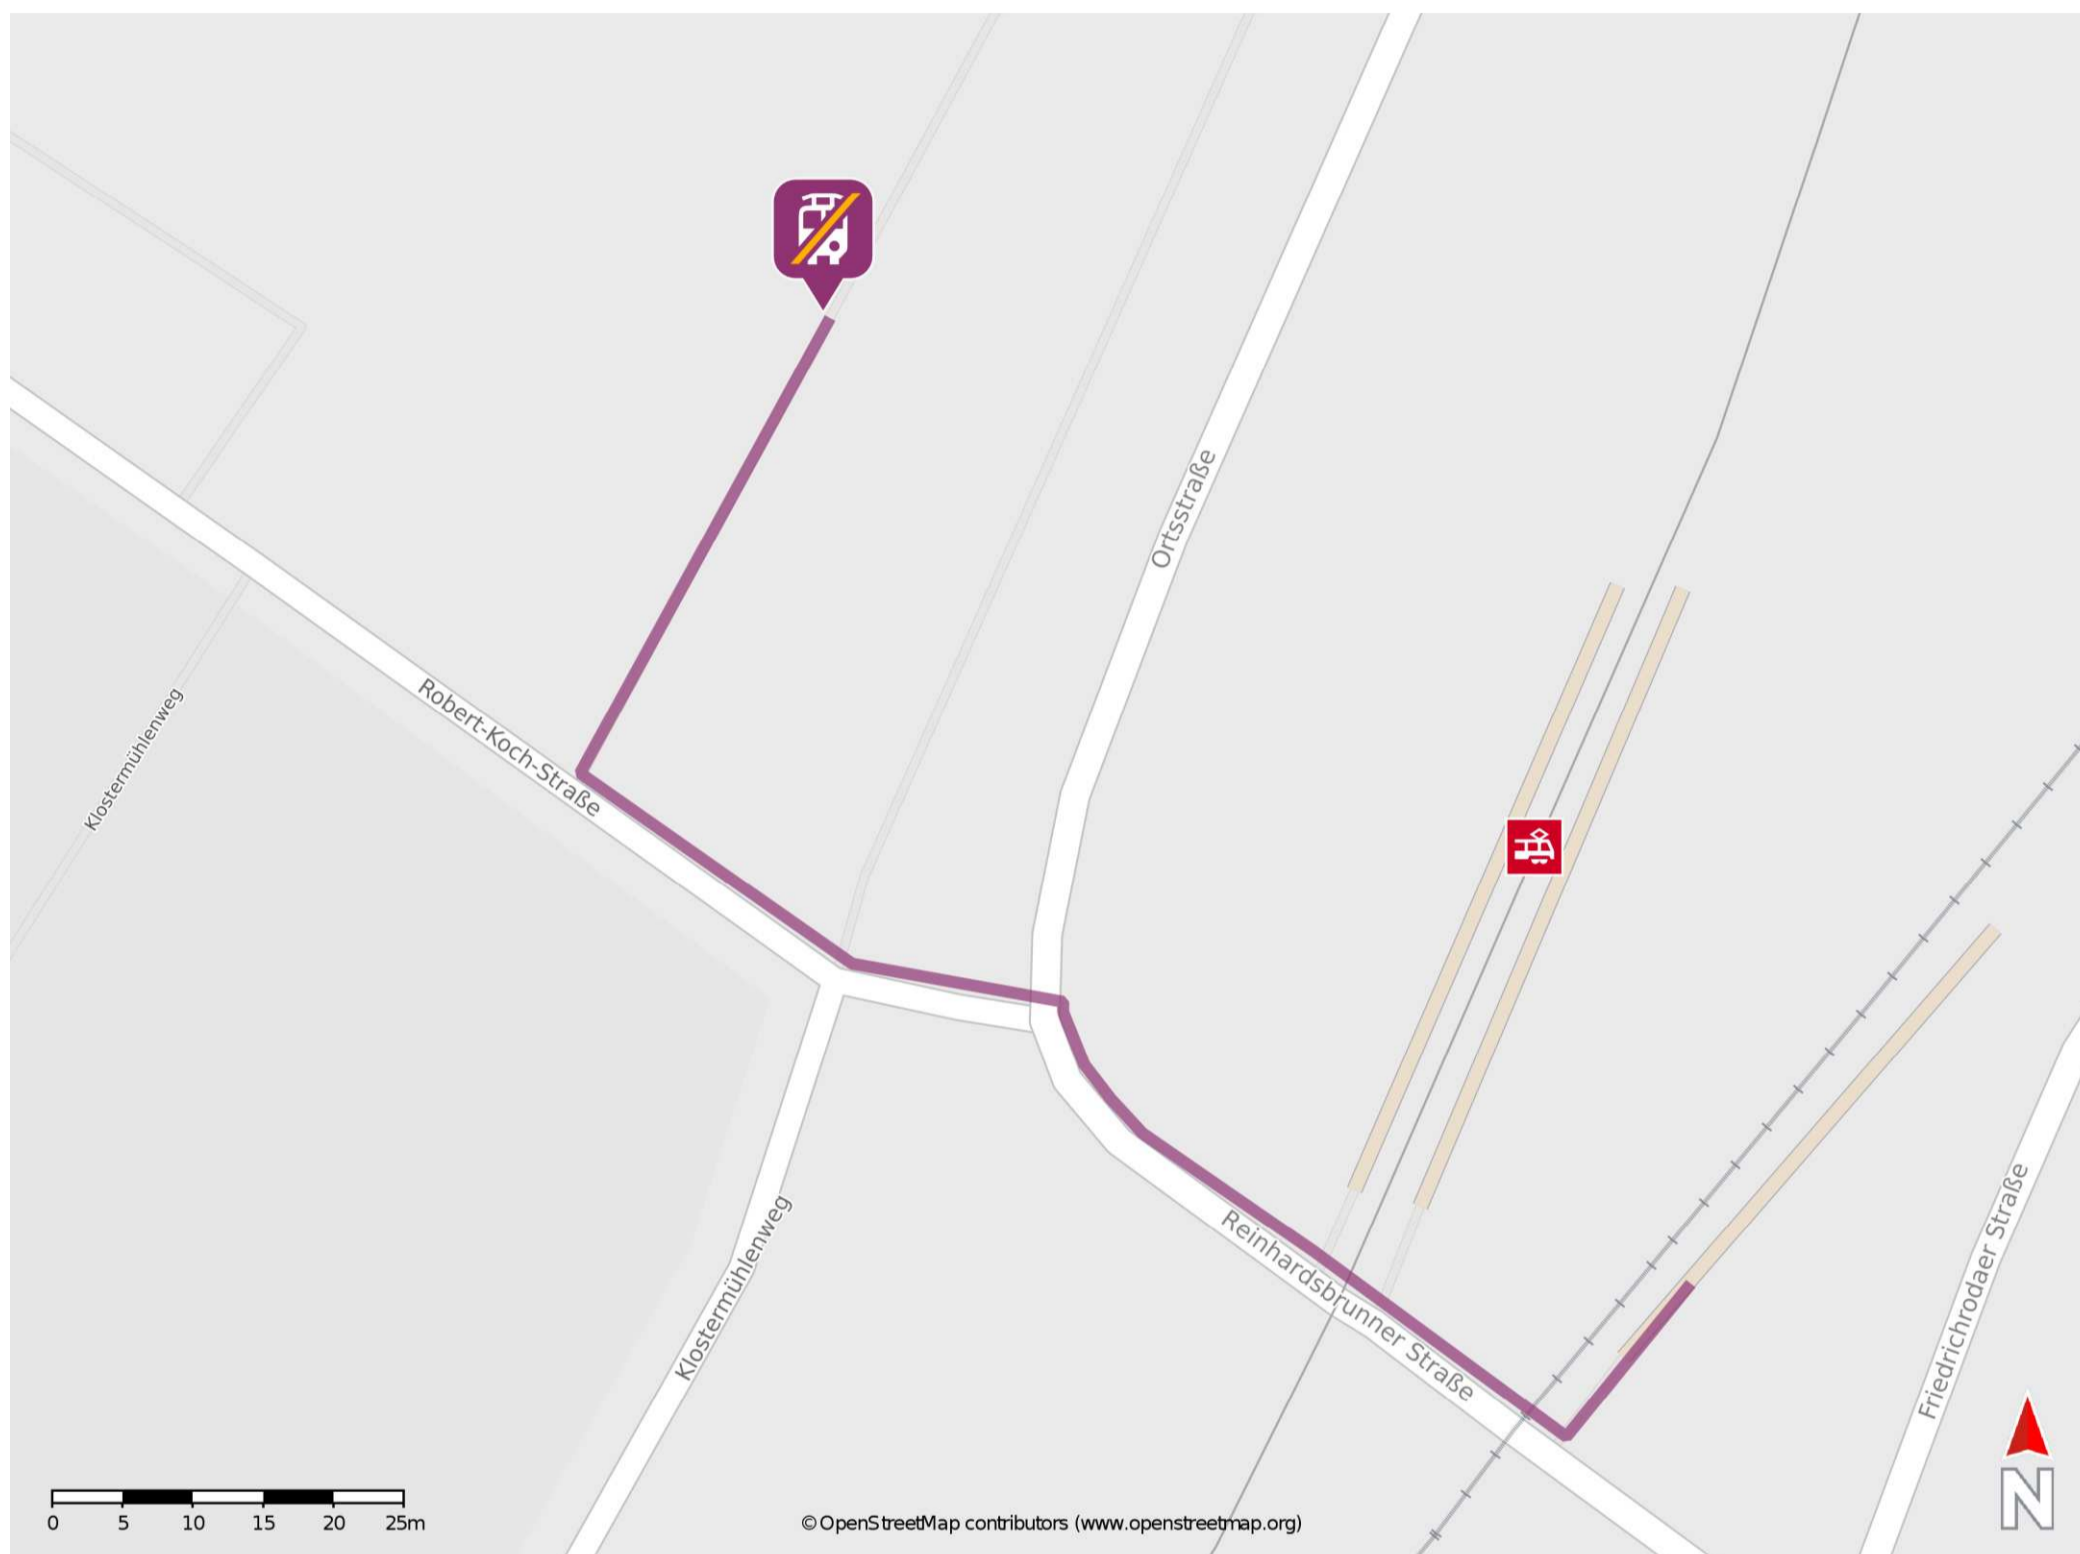 Ortsstraße
Robert-Koch-Straße
Klostermühlenweg
Klostermühlenweg
Reinhardsbrunner Straße
Friedrichrodaer Straße
N
0 5 10 15 20 25m
© OpenStreetMap contributors (www.openstreetmap.org)